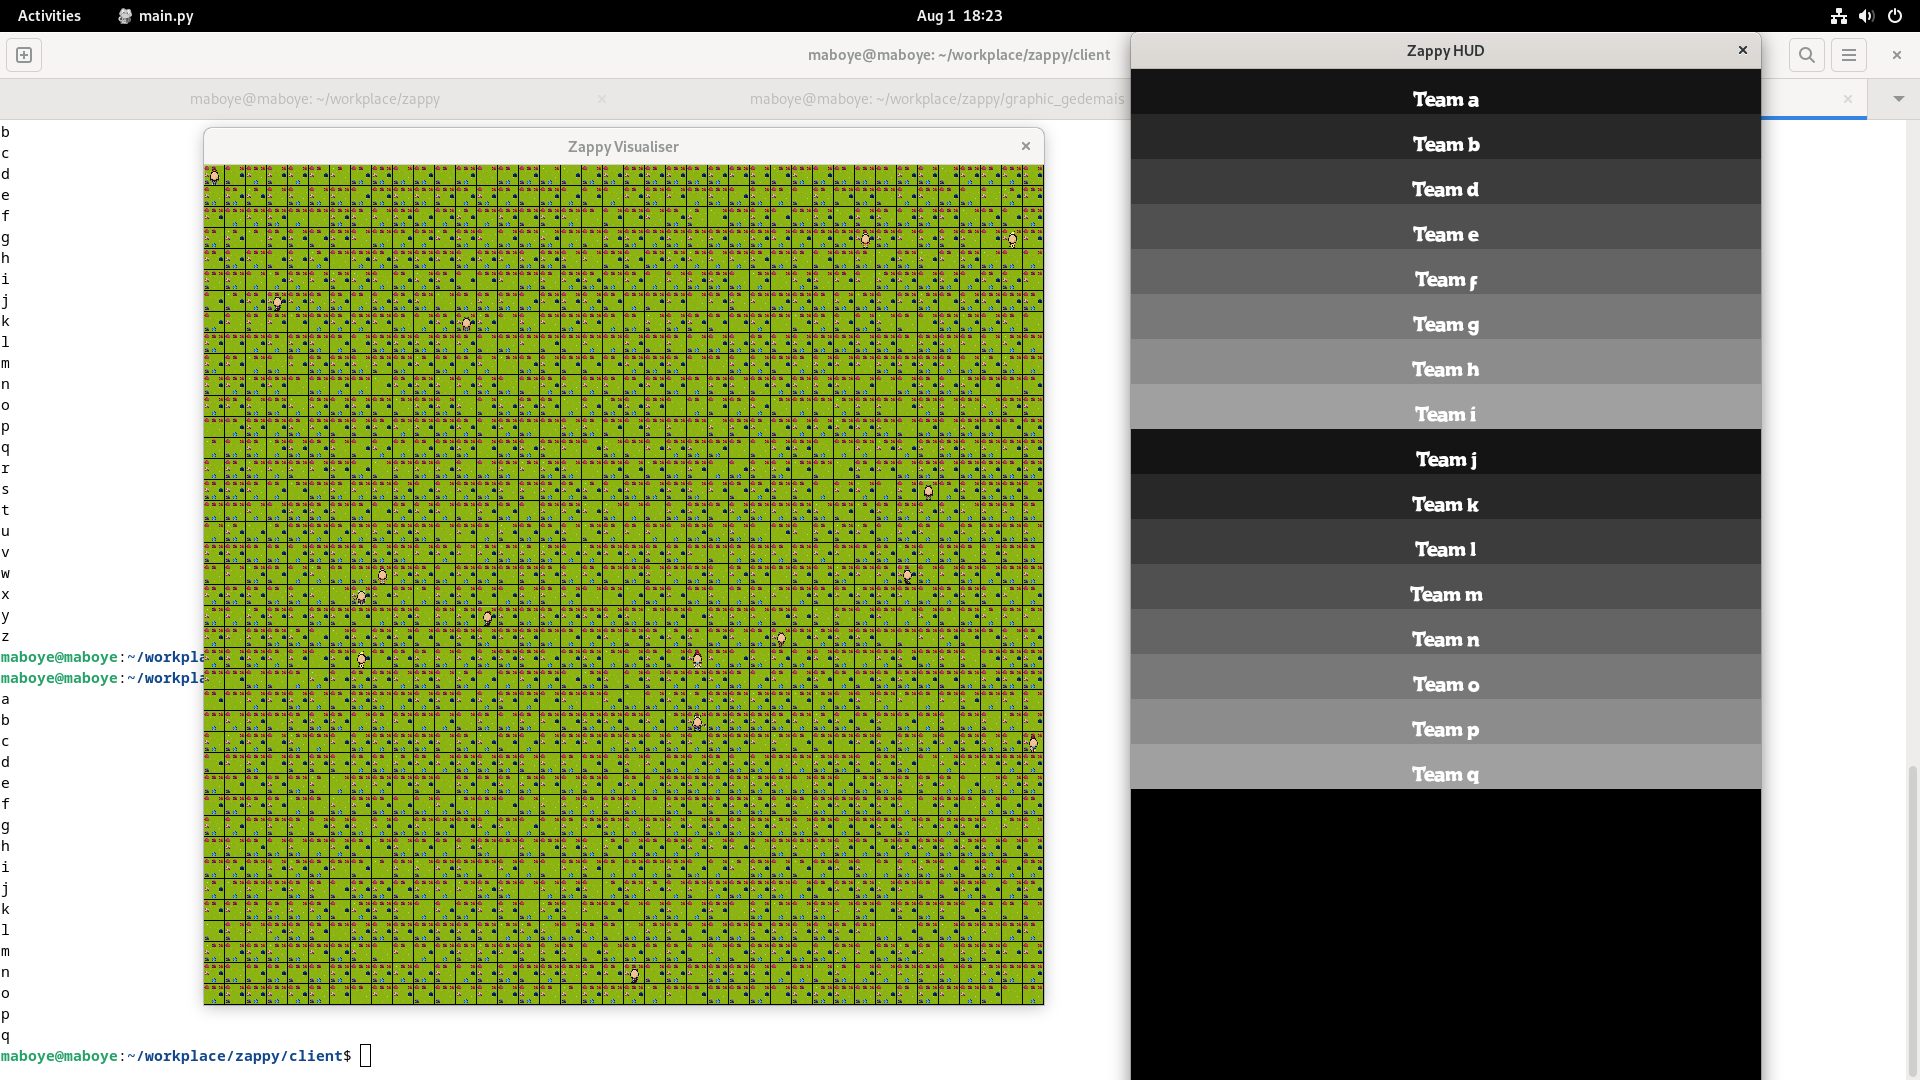 Activities
main.py
Aug 1 18:23
maboye@maboye: ~/workplace/zappy/client
maboye@maboye: ~/workplace/zappy
maboye@maboye: ~/workplace/zappy/graphic_gedemais
b
c
d
e
f
g
h
i
j
k
l
m
n
o
p
q
r
s
t
u
v
w
x
y
z
maboye@maboye:~/workpla
maboye@maboye:~/workpla
a
b
c
d
e
f
g
h
i
j
k
l
m
n
o
p
q
maboye@maboye:~/workplace/zappy/client$
Zappy Visualiser
Zappy HUD
Team a
Team b
Team d
Team e
Team f
Team g
Team h
Team i
Team j
Team k
Team l
Team m
Team n
Team o
Team p
Team q